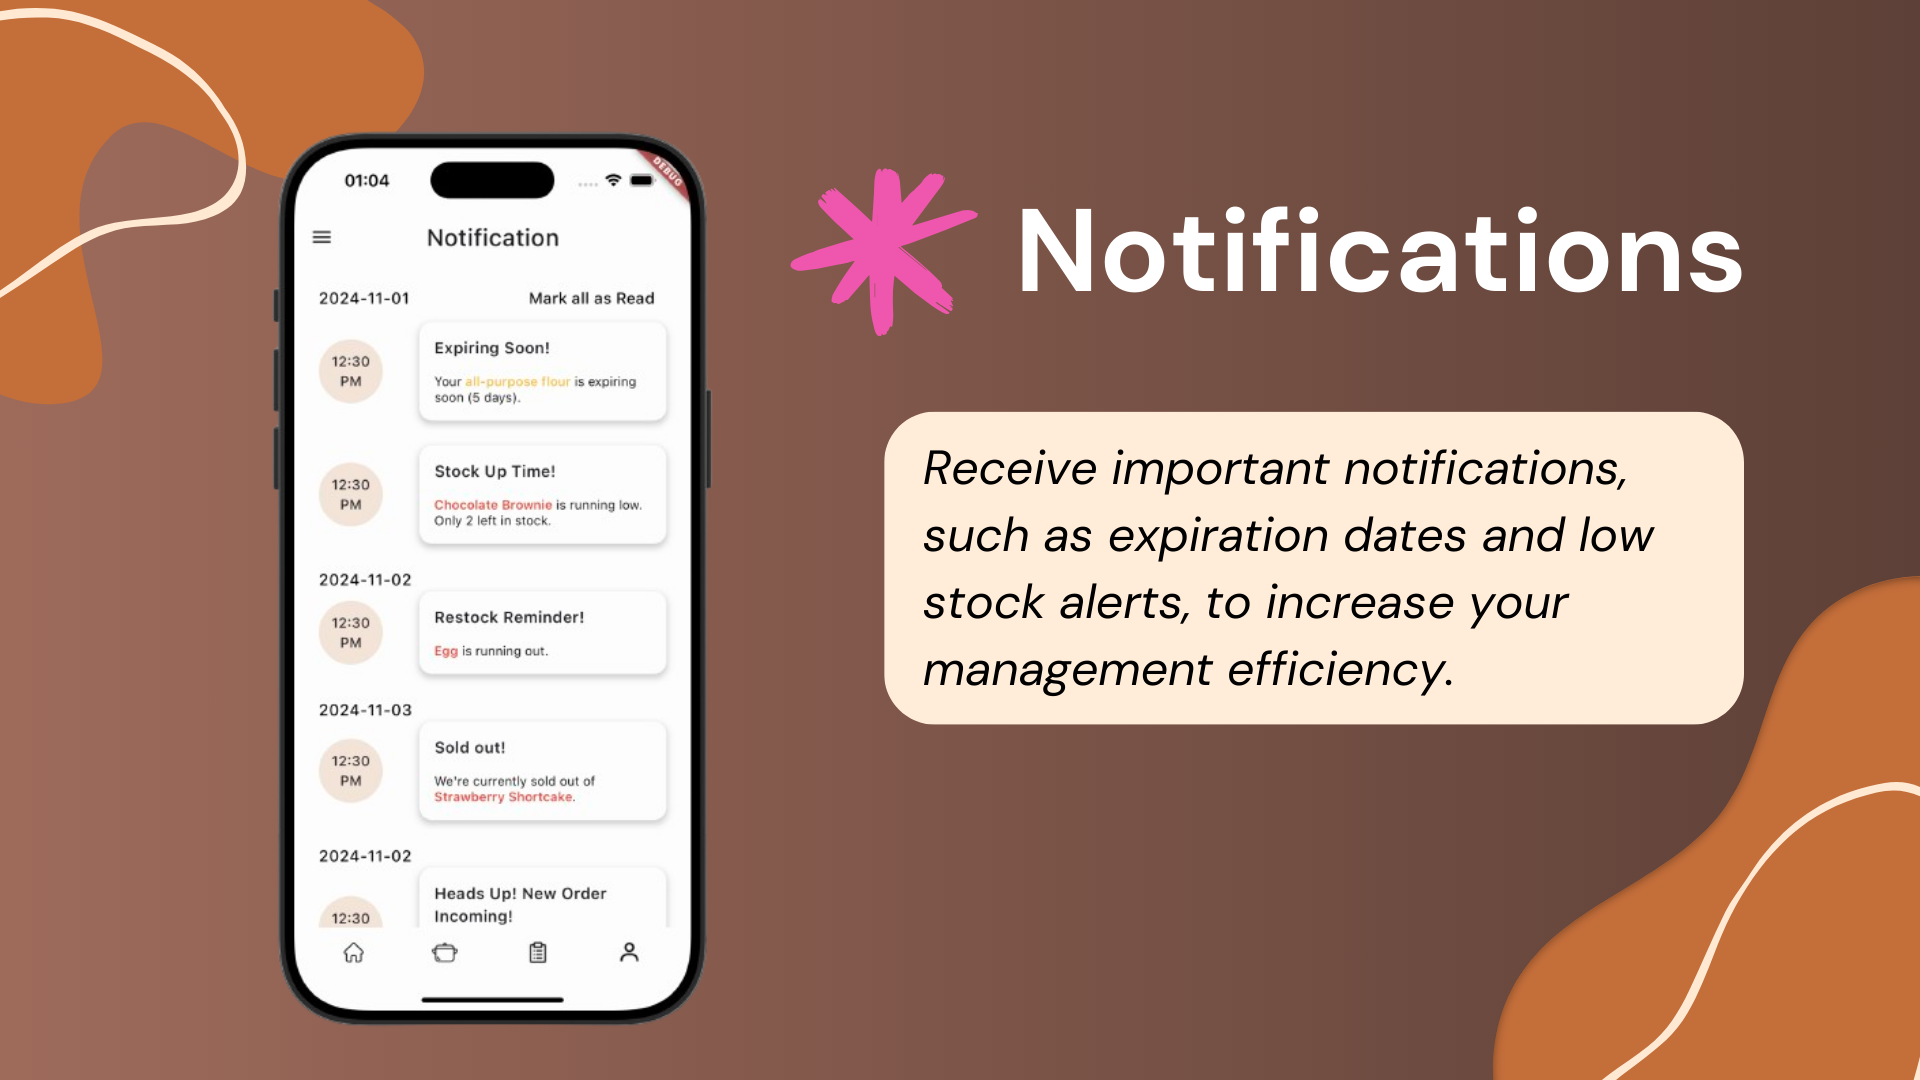 01:04
DEBUG
Notification
2024-11-01
Mark all as Read
12:30
PM
Expiring Soon!
Your all-purpose flour is expiring
soon (5 days).
12:30
PM
Stock Up Time!
Chocolate Brownie is running low.
Only 2 left in stock.
2024-11-02
12:30
PM
Restock Reminder!
Egg is running out.
2024-11-03
12:30
PM
Sold out!
We're currently sold out of
Strawberry Shortcake.
2024-11-02
12:30
Heads Up! New Order
Incoming!
Notifications
Receive important notifications,
such as expiration dates and low
stock alerts, to increase your
management efficiency.